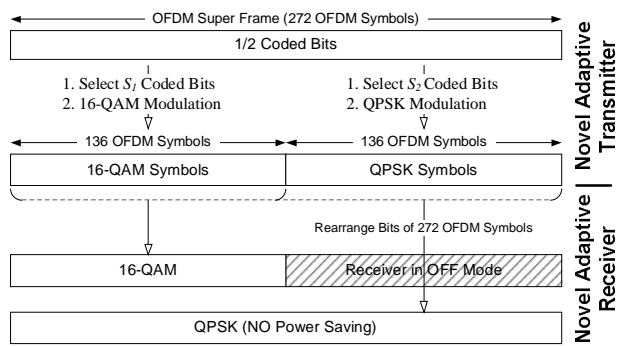 OFDM Super Frame (272 OFDM Symbols)
1/2 Coded Bits
1. Select S1 Coded Bits
2. 16-QAM Modulation
1. Select S2 Coded Bits
2. QPSK Modulation
136 OFDM Symbols
136 OFDM Symbols
16-QAM Symbols
QPSK Symbols
Rearrange Bits of 272 OFDM Symbols
16-QAM
Receiver in OFF Mode
QPSK (NO Power Saving)
Novel Adaptive
Transmitter
Novel Adaptive
Receiver